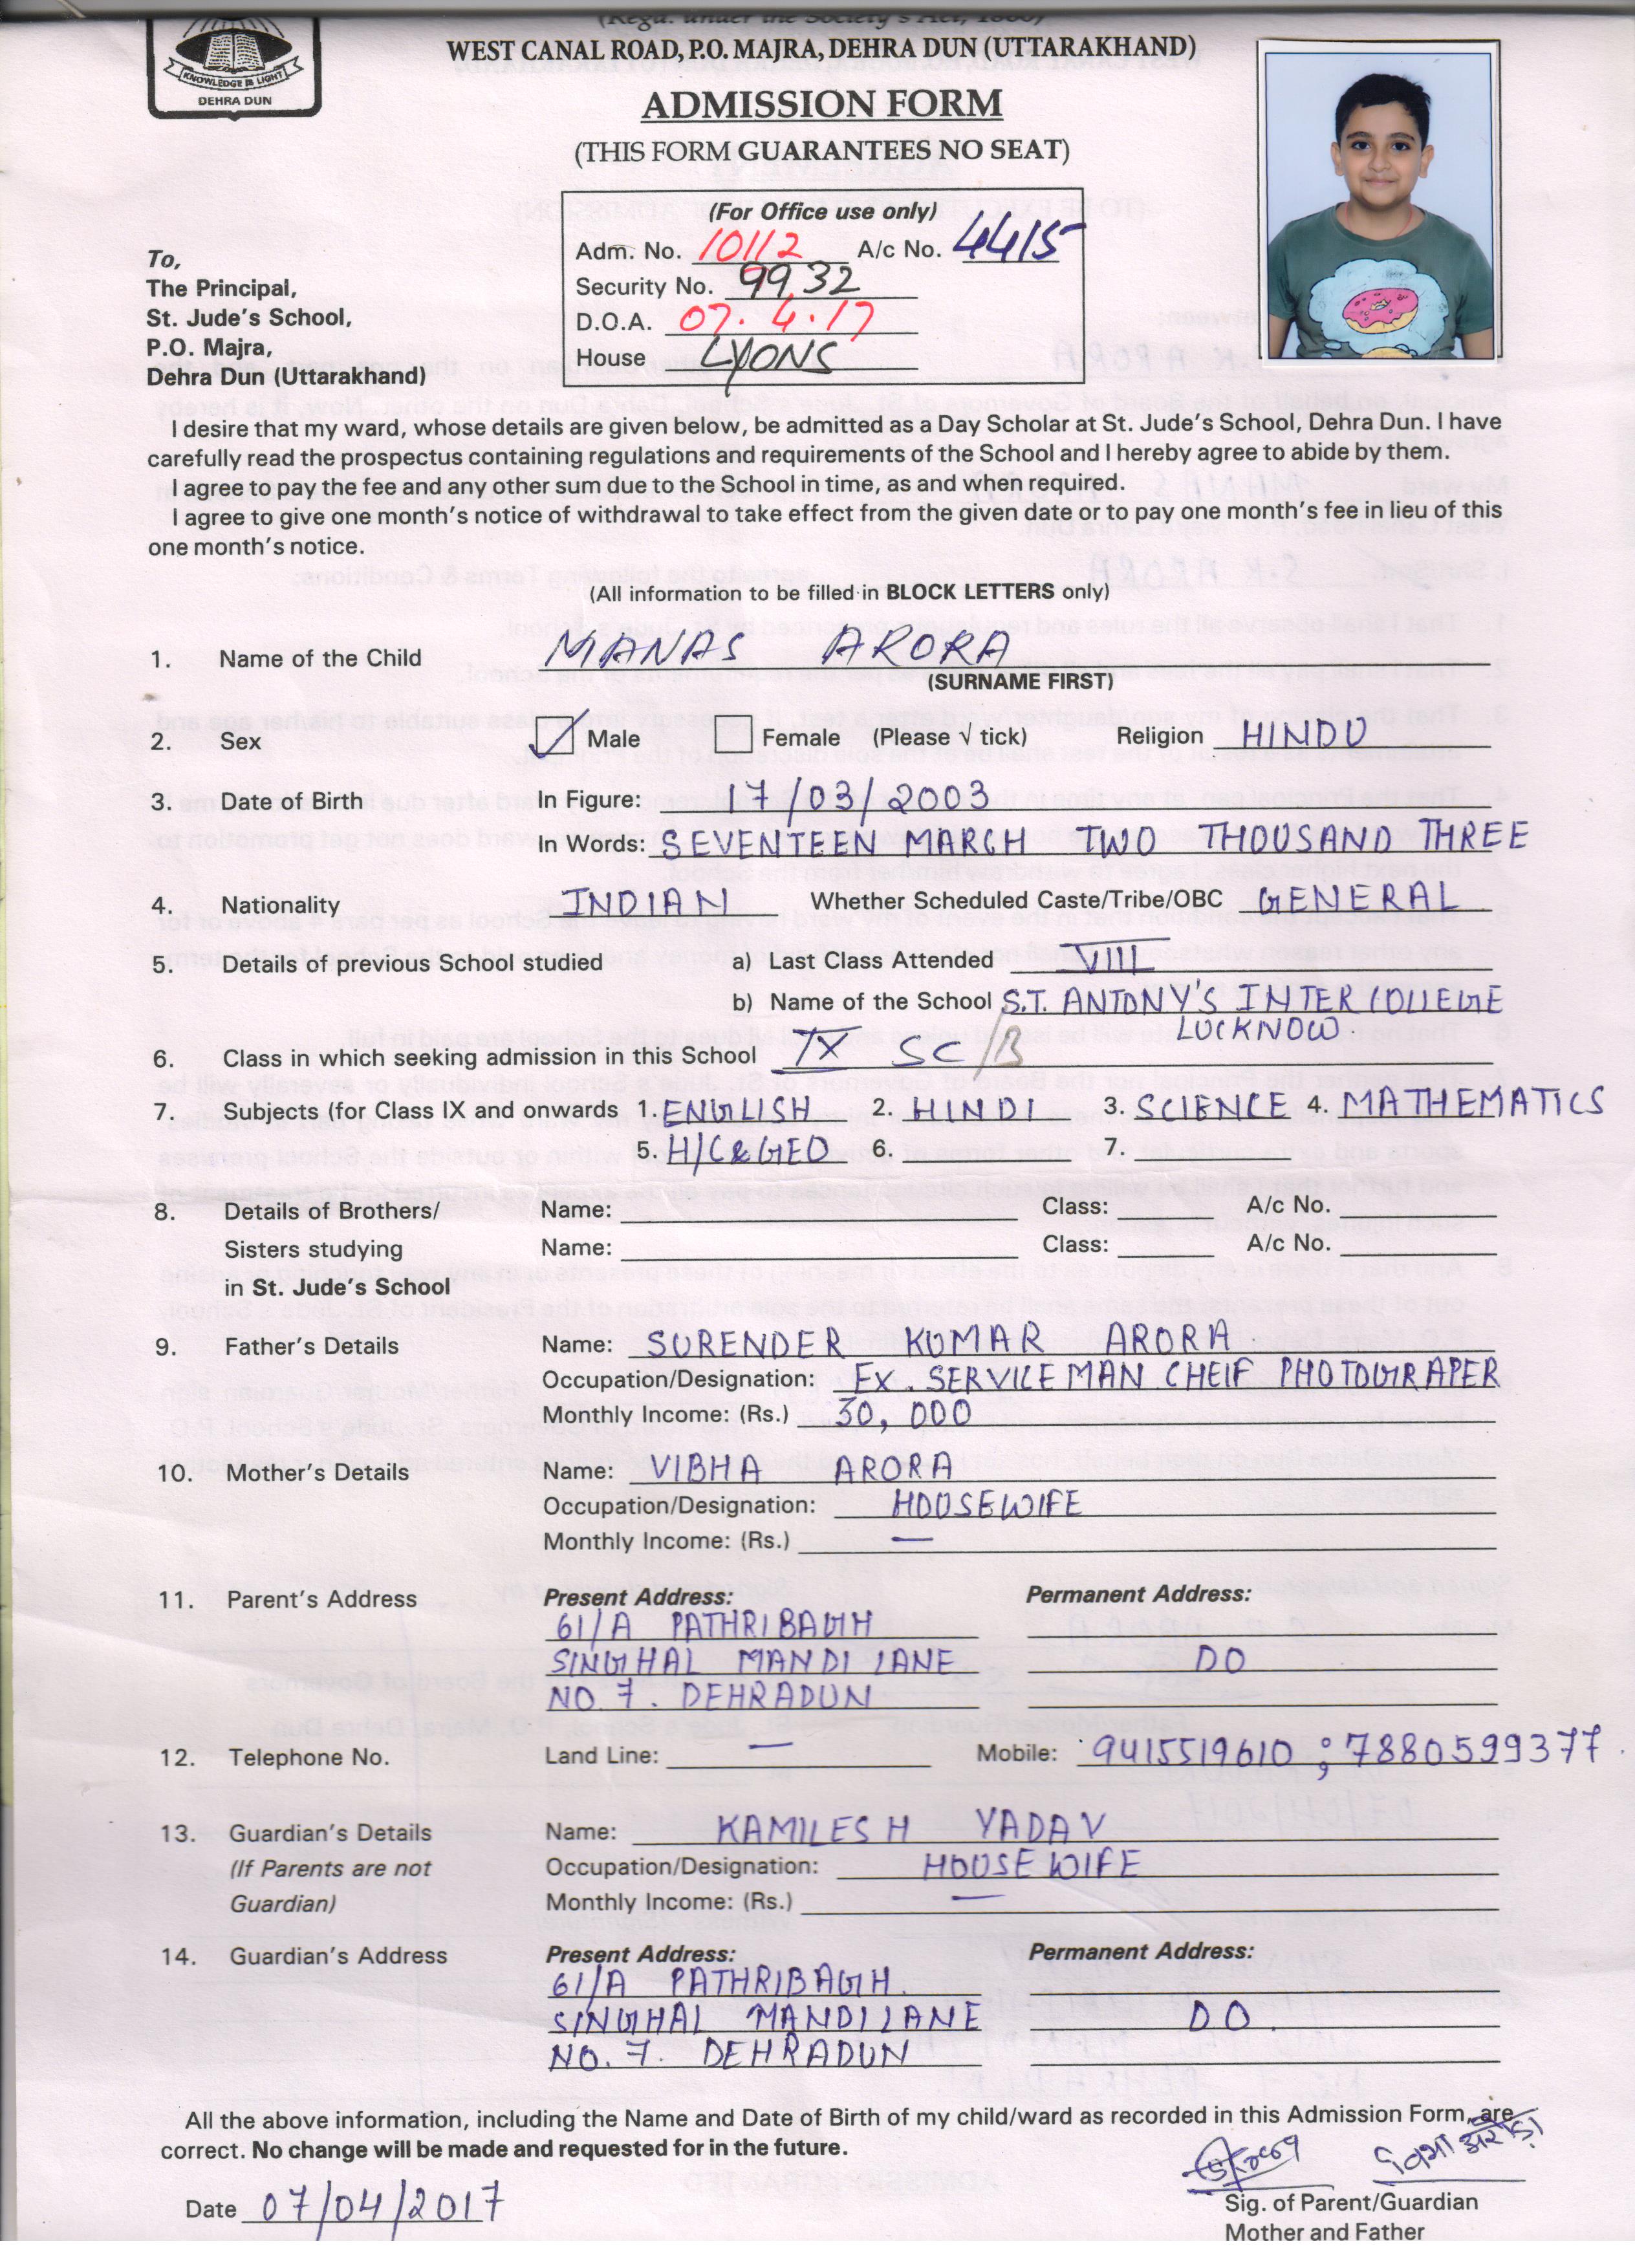 (Regd. under the Society's Act, 1860)
WEST CANAL ROAD, P.O. MAJRA, DEHRA DUN (UTTARAKHAND)
KNOWLEDGE IS LIGHT
DEHRA DUN
ADMISSION FORM
(THIS FORM GUARANTEES NO SEAT)
(For Office use only)
Adm. No. 10112 A/c No. 4415
Security No. 9932
D.O.A. 07.4.17
House LYONS
To,
The Principal,
St. Jude's School,
P.O. Majra,
Dehra Dun (Uttarakhand)
I desire that my ward, whose details are given below, be admitted as a Day Scholar at St. Jude's School, Dehra Dun. I have
carefully read the prospectus containing regulations and requirements of the School and I hereby agree to abide by them.
I agree to pay the fee and any other sum due to the School in time, as and when required.
I agree to give one month's notice of withdrawal to take effect from the given date or to pay one month's fee in lieu of this
one month's notice.
(All information to be filled in BLOCK LETTERS only)
1. Name of the Child MANAS ARORA
(SURNAME FIRST)
2. Sex Male Female (Please √ tick) Religion HINDU
3. Date of Birth In Figure: 17/03/2003
In Words: SEVENTEEN MARCH TWO THOUSAND THREE
4. Nationality INDIAN Whether Scheduled Caste/Tribe/OBC GENERAL
5. Details of previous School studied a) Last Class Attended VIII
b) Name of the School S.T. ANTONY'S INTER COLLEGE
LUCKNOW.
6. Class in which seeking admission in this School IX SC/B
7. Subjects (for Class IX and onwards 1. ENGLISH 2. HINDI 3. SCIENCE 4. MATHEMATICS
5. H/C&GEO 6. 7.
8. Details of Brothers/ Name: Class: A/c No.
Sisters studying Name: Class: A/c No.
in St. Jude's School
9. Father's Details Name: SURENDER KUMAR ARORA
Occupation/Designation: EX. SERVICEMAN CHEIF PHOTOGRAPER
Monthly Income: (Rs.) 30,000
10. Mother's Details Name: VIBHA ARORA
Occupation/Designation: HOUSEWIFE
Monthly Income: (Rs.) —
11. Parent's Address Present Address: Permanent Address:
61/A PATHRIBAGH
SINGHAL MANDI LANE DO
NO. 7. DEHRADUN
12. Telephone No. Land Line: — Mobile: 9415519610 ; 7880599377.
13. Guardian's Details Name: KAMILESH YADAV
(If Parents are not Occupation/Designation: HOUSE WIFE
Guardian) Monthly Income: (Rs.) —
14. Guardian's Address Present Address: Permanent Address:
61/A PATHRIBAGH.
SINGHAL MANDI LANE DO.
NO. 7. DEHRADUN
All the above information, including the Name and Date of Birth of my child/ward as recorded in this Admission Form, are
correct. No change will be made and requested for in the future.
विभा अरोड़ा
Date 07/04/2017
Sig. of Parent/Guardian
Mother and Father